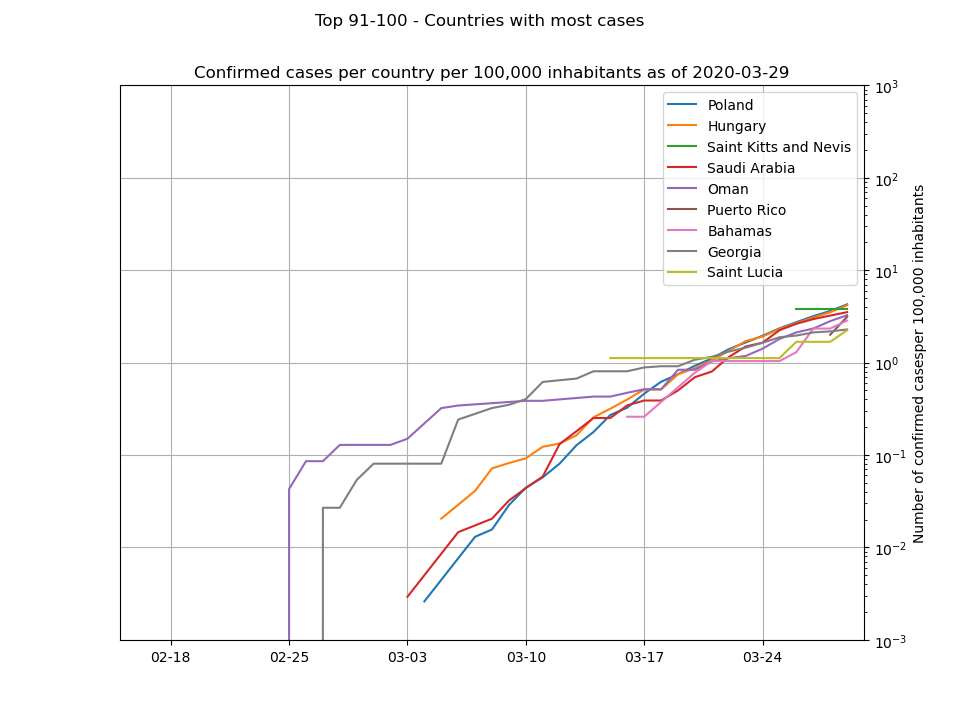 Top 91-100 - Countries with most cases
Confirmed cases per country per 100,000 inhabitants as of 2020-03-29
Poland
Hungary
Saint Kitts and Nevis
Saudi Arabia
Oman
Puerto Rico
Bahamas
Georgia
Saint Lucia
10³
10²
10¹
10⁰
10⁻¹
10⁻²
10⁻³
Number of confirmed casesper 100,000 inhabitants
02-18 02-25 03-03 03-10 03-17 03-24